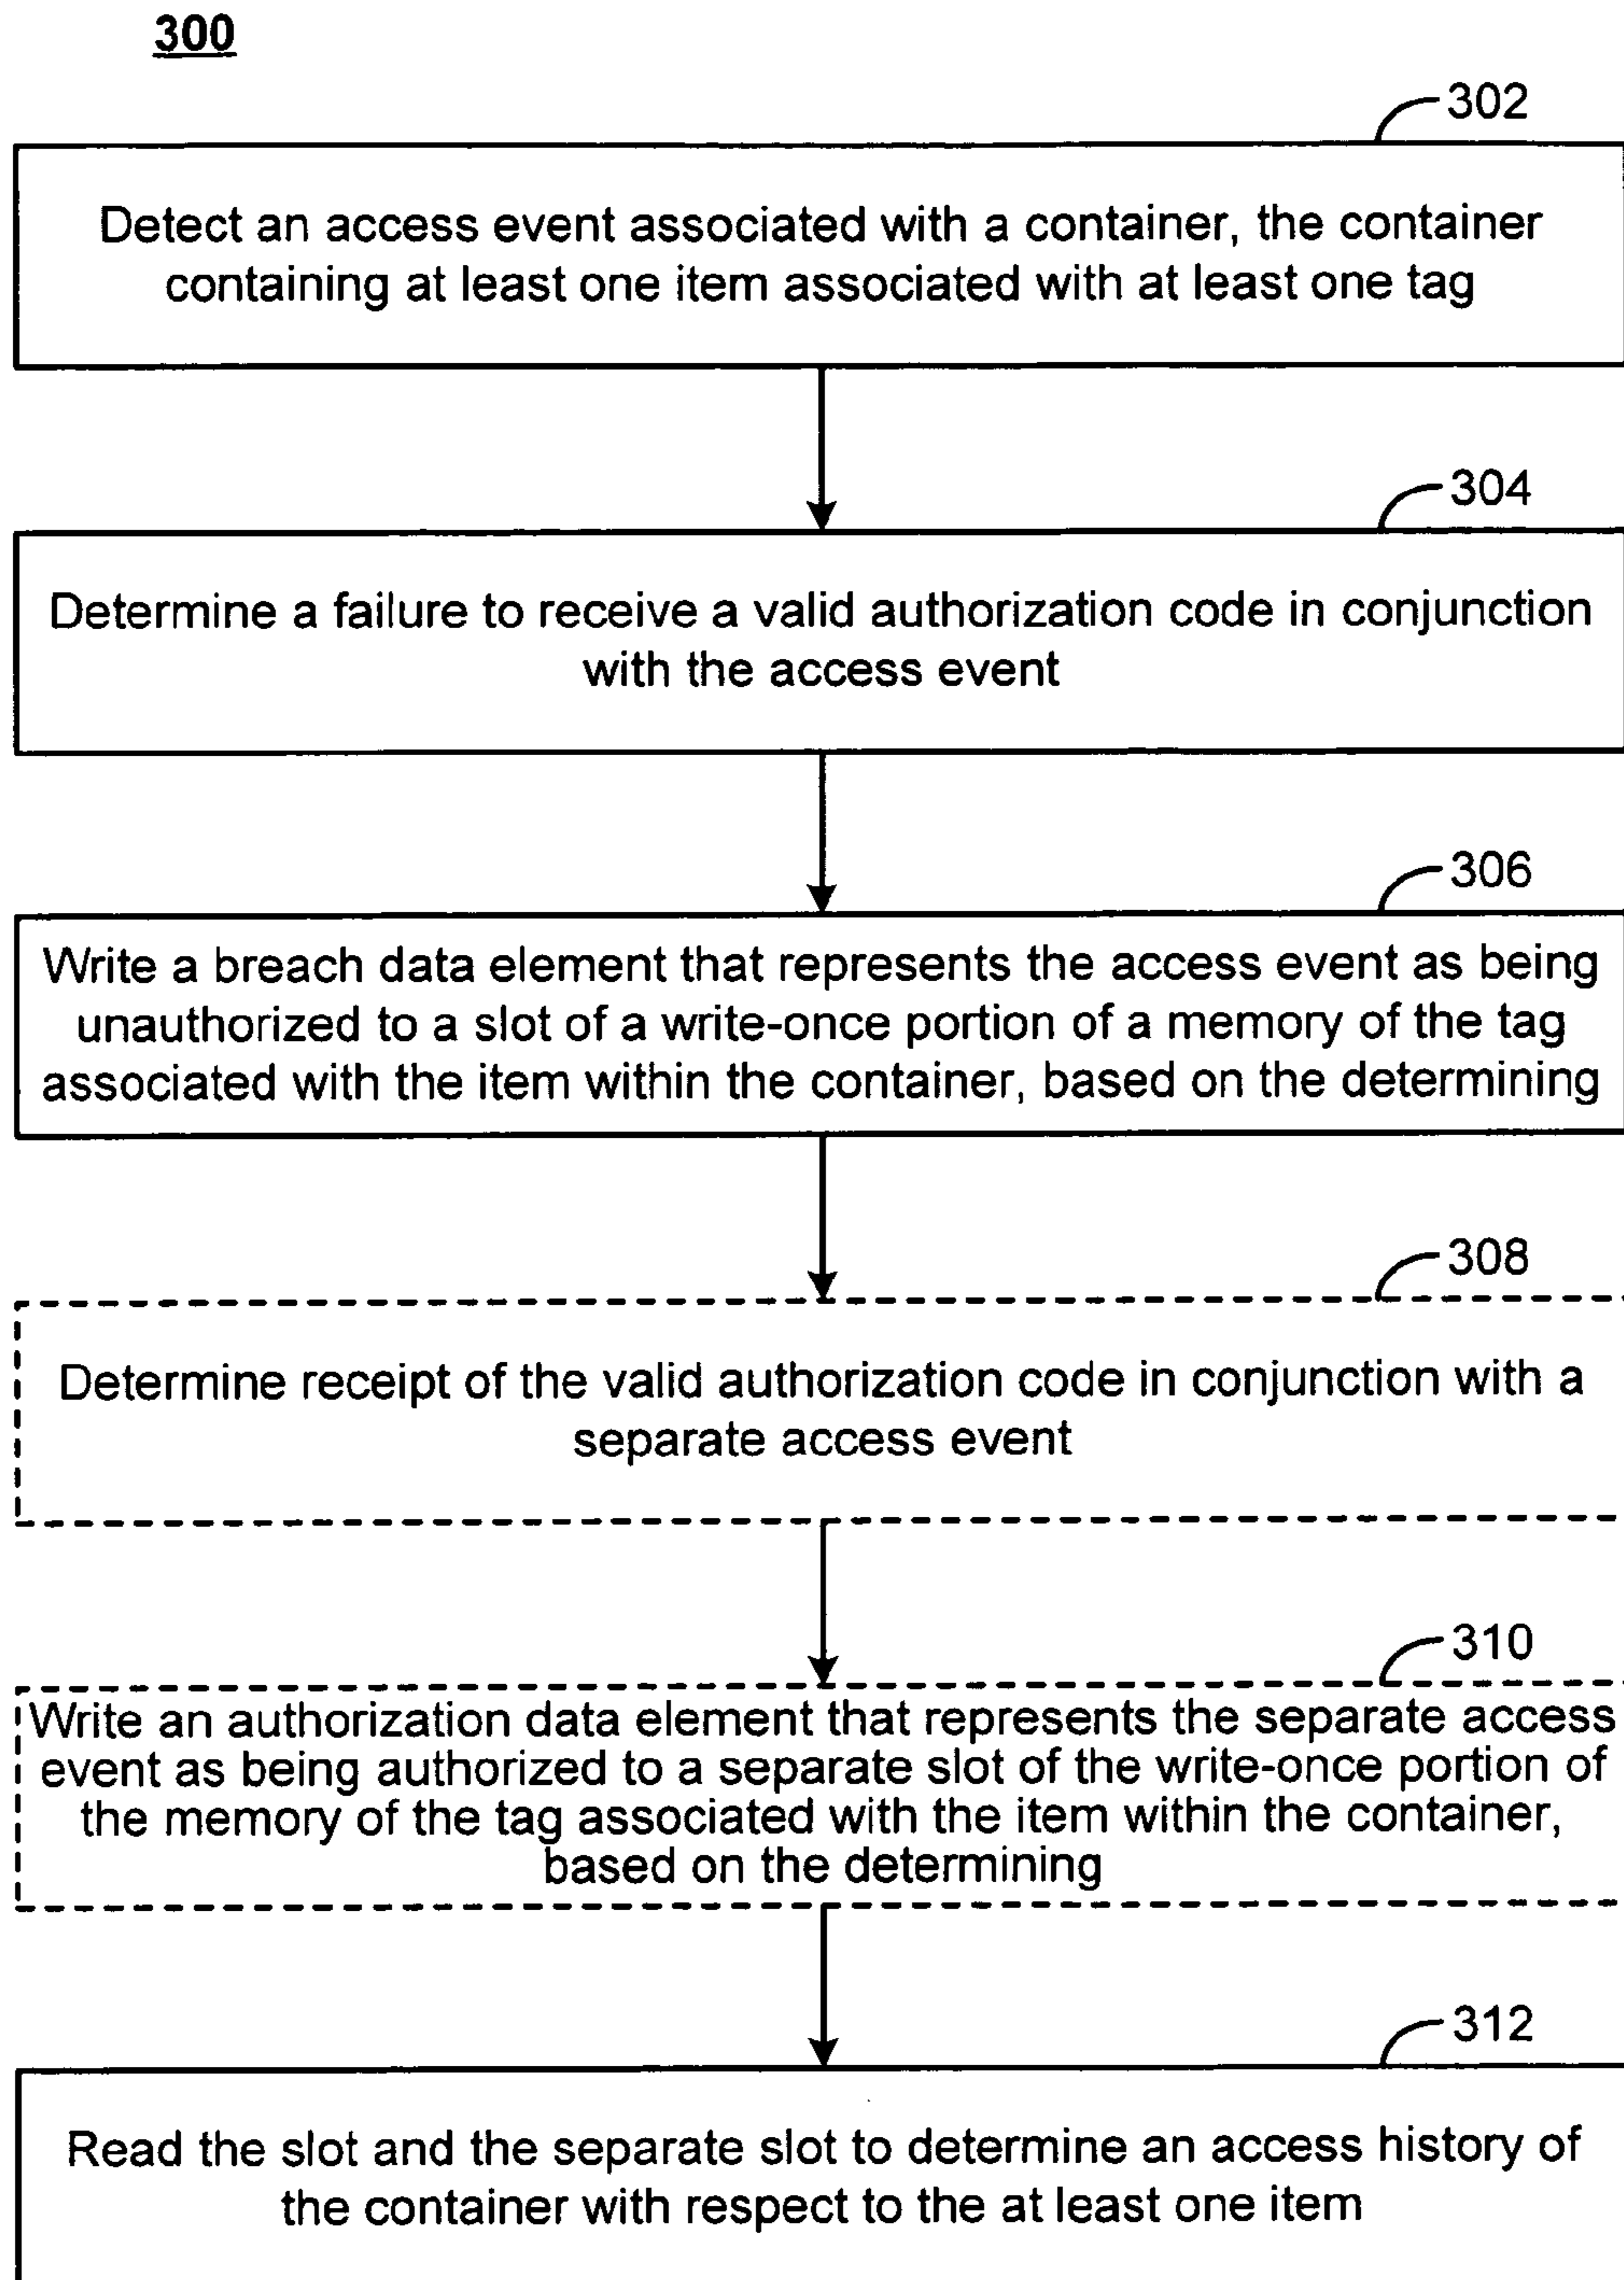 300
302
Detect an access event associated with a container, the container
containing at least one item associated with at least one tag
304
Determine a failure to receive a valid authorization code in conjunction
with the access event
306
Write a breach data element that represents the access event as being
unauthorized to a slot of a write-once portion of a memory of the tag
associated with the item within the container, based on the determining
308
Determine receipt of the valid authorization code in conjunction with a
separate access event
310
Write an authorization data element that represents the separate access
event as being authorized to a separate slot of the write-once portion of
the memory of the tag associated with the item within the container,
based on the determining
312
Read the slot and the separate slot to determine an access history of
the container with respect to the at least one item